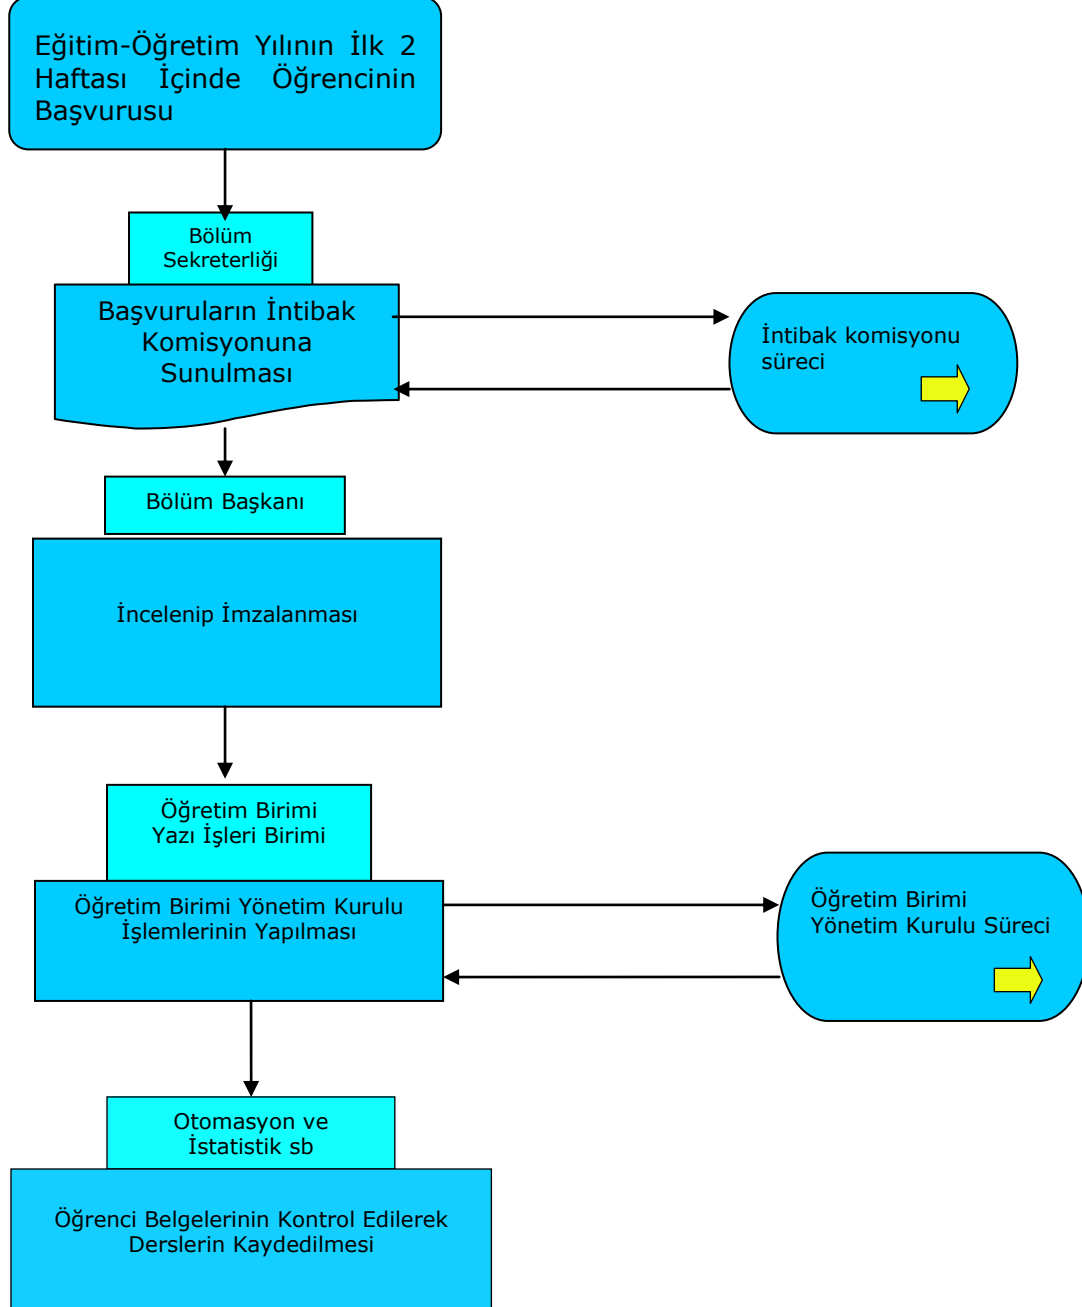 Eğitim-Öğretim Yılının İlk 2
Haftası İçinde Öğrencinin
Başvurusu
Bölüm
Sekreterliği
Başvuruların İntibak
Komisyonuna
Sunulması
İntibak komisyonu
süreci
Bölüm Başkanı
İncelenip İmzalanması
Öğretim Birimi
Yazı İşleri Birimi
Öğretim Birimi Yönetim Kurulu
İşlemlerinin Yapılması
Öğretim Birimi
Yönetim Kurulu Süreci
Otomasyon ve
İstatistik sb
Öğrenci Belgelerinin Kontrol Edilerek
Derslerin Kaydedilmesi